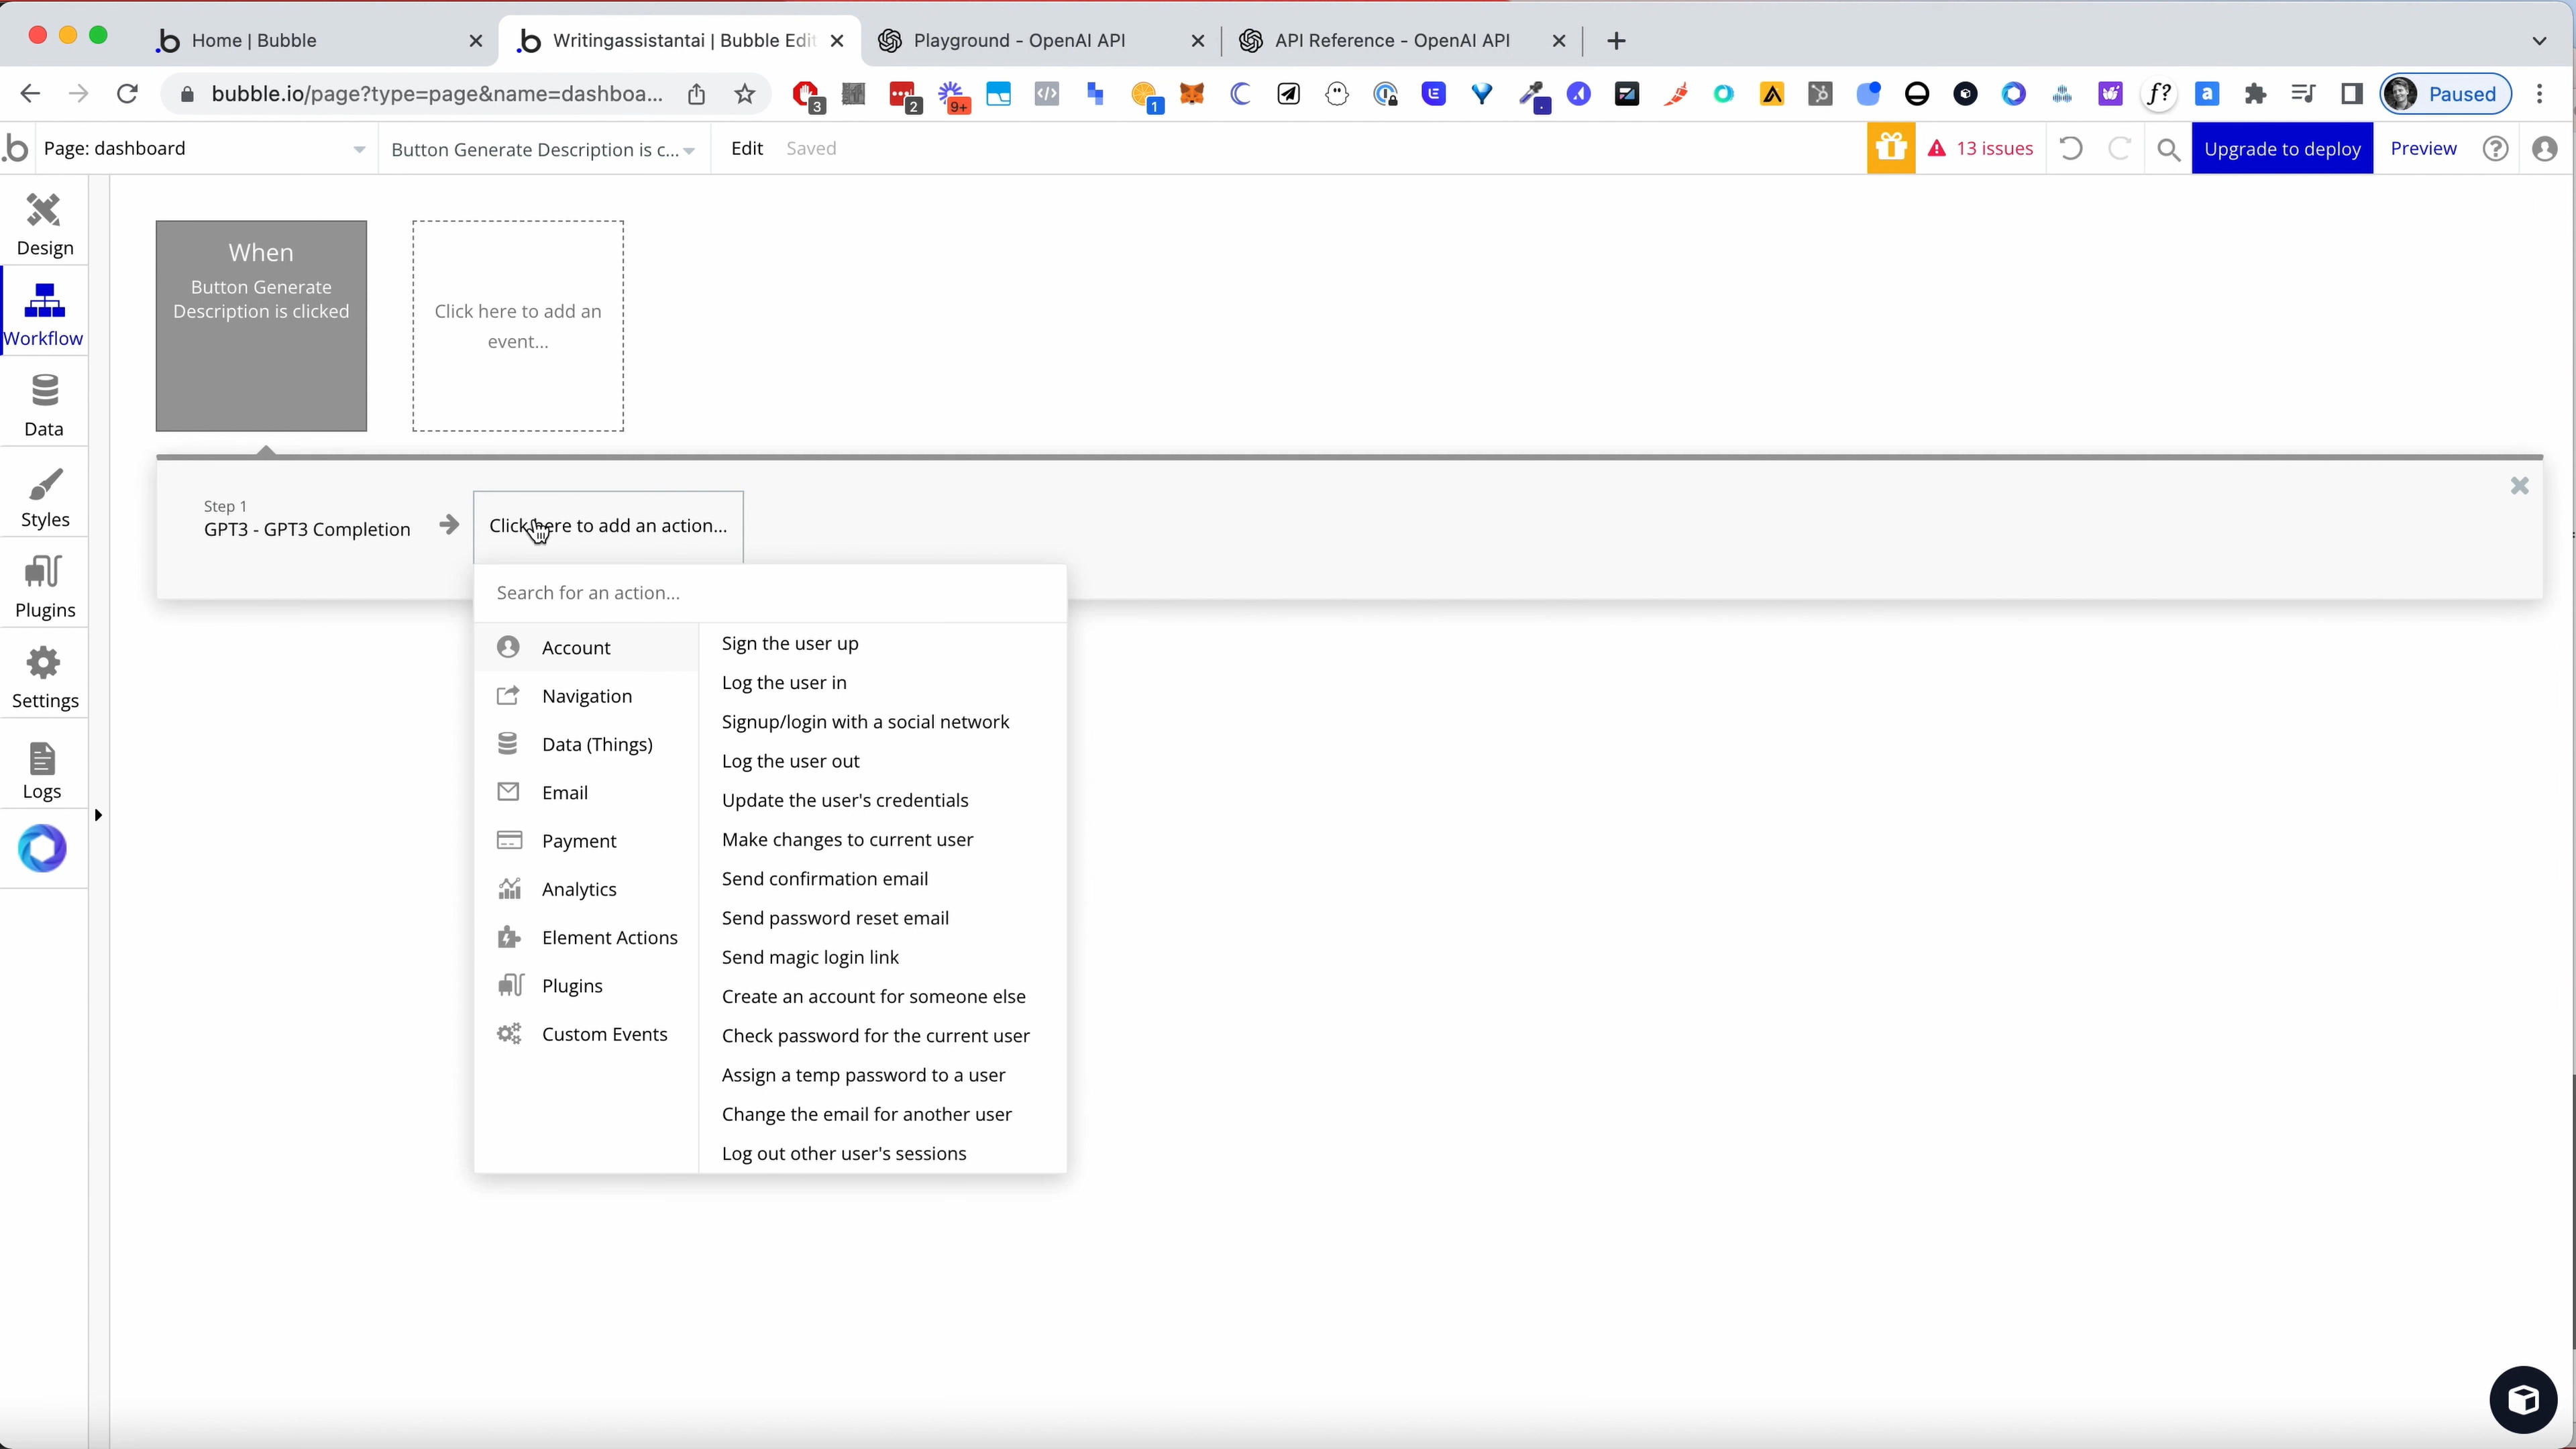 Home | Bubble
Writingassistantai | Bubble Edit
Playground - OpenAI API
API Reference - OpenAI API
bubble.io/page?type=page&name=dashboa...
3
2
9+
1
f?
a
Paused
Page: dashboard
Button Generate Description is c...
Edit
Saved
13 issues
Upgrade to deploy
Preview
Design
Workflow
Data
Styles
Plugins
Settings
Logs
When
Button Generate
Description is clicked
Click here to add an
event...
Step 1
GPT3 - GPT3 Completion
Click here to add an action...
Search for an action...
Account
Navigation
Data (Things)
Email
Payment
Analytics
Element Actions
Plugins
Custom Events
Sign the user up
Log the user in
Signup/login with a social network
Log the user out
Update the user's credentials
Make changes to current user
Send confirmation email
Send password reset email
Send magic login link
Create an account for someone else
Check password for the current user
Assign a temp password to a user
Change the email for another user
Log out other user's sessions